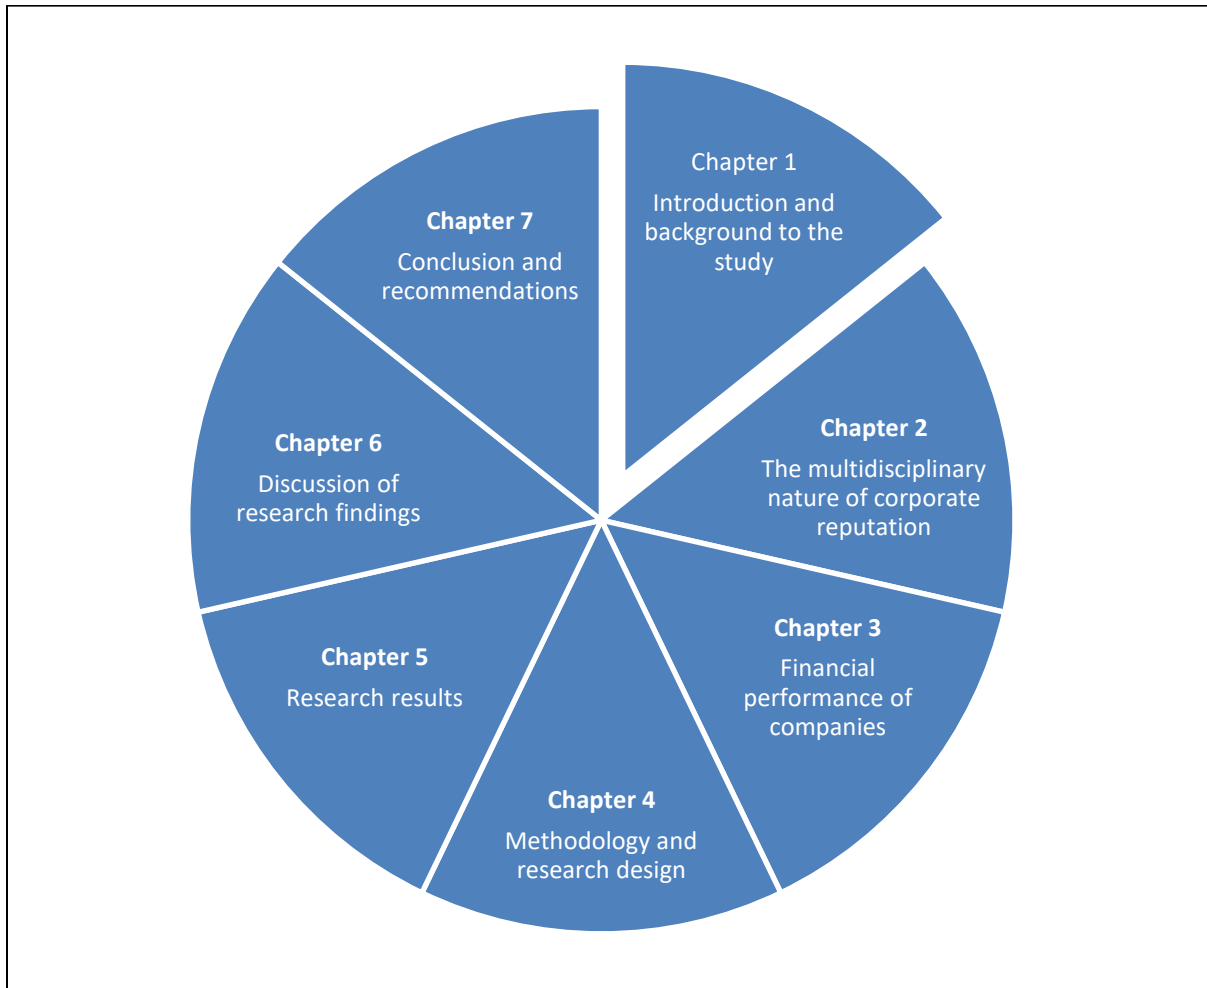 Chapter 1
Introduction and
background to the
study
Chapter 2
The multidisciplinary
nature of corporate
reputation
Chapter 3
Financial
performance of
companies
Chapter 4
Methodology and
research design
Chapter 5
Research results
Chapter 6
Discussion of
research findings
Chapter 7
Conclusion and
recommendations